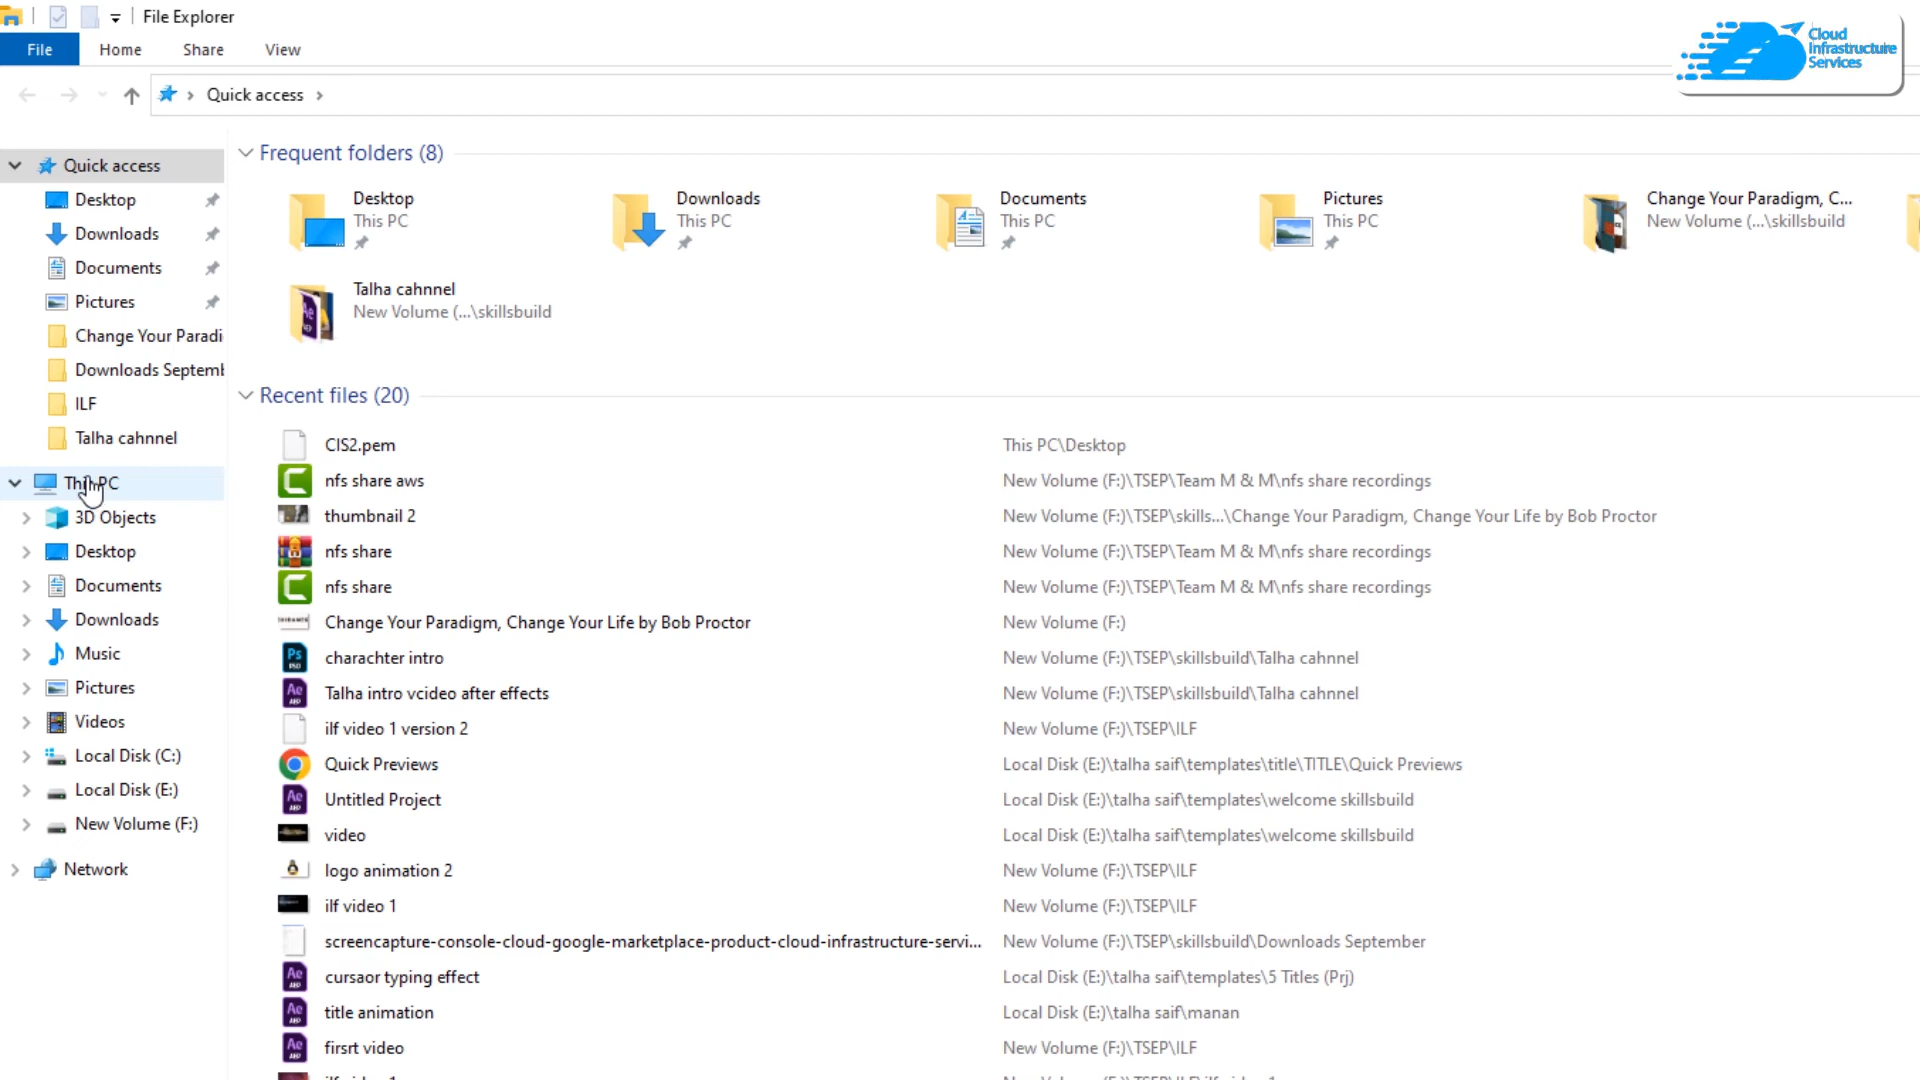 File Explorer
File Home Share View
Cloud
Infrastructure
Services
Quick access
Quick access
Desktop
Downloads
Documents
Pictures
Change Your Paradi
Downloads Septemb
ILF
Talha cahnnel
This PC
3D Objects
Desktop
Documents
Downloads
Music
Pictures
Videos
Local Disk (C:)
Local Disk (E:)
New Volume (F:)
Network
Frequent folders (8)
Desktop
This PC
Downloads
This PC
Documents
This PC
Pictures
This PC
Change Your Paradigm, C...
New Volume (...\skillsbuild
Talha cahnnel
New Volume (...\skillsbuild
Recent files (20)
CIS2.pem This PC\Desktop
nfs share aws New Volume (F:)\TSEP\Team M & M\nfs share recordings
thumbnail 2 New Volume (F:)\TSEP\skills...\Change Your Paradigm, Change Your Life by Bob Proctor
nfs share New Volume (F:)\TSEP\Team M & M\nfs share recordings
nfs share New Volume (F:)\TSEP\Team M & M\nfs share recordings
Change Your Paradigm, Change Your Life by Bob Proctor New Volume (F:)
charachter intro New Volume (F:)\TSEP\skillsbuild\Talha cahnnel
Talha intro vcideo after effects New Volume (F:)\TSEP\skillsbuild\Talha cahnnel
ilf video 1 version 2 New Volume (F:)\TSEP\ILF
Quick Previews Local Disk (E:)\talha saif\templates\title\TITLE\Quick Previews
Untitled Project Local Disk (E:)\talha saif\templates\welcome skillsbuild
video Local Disk (E:)\talha saif\templates\welcome skillsbuild
logo animation 2 New Volume (F:)\TSEP\ILF
ilf video 1 New Volume (F:)\TSEP\ILF
screencapture-console-cloud-google-marketplace-product-cloud-infrastructure-servi... New Volume (F:)\TSEP\skillsbuild\Downloads September
cursaor typing effect Local Disk (E:)\talha saif\templates\5 Titles (Prj)
title animation Local Disk (E:)\talha saif\manan
firsrt video New Volume (F:)\TSEP\ILF